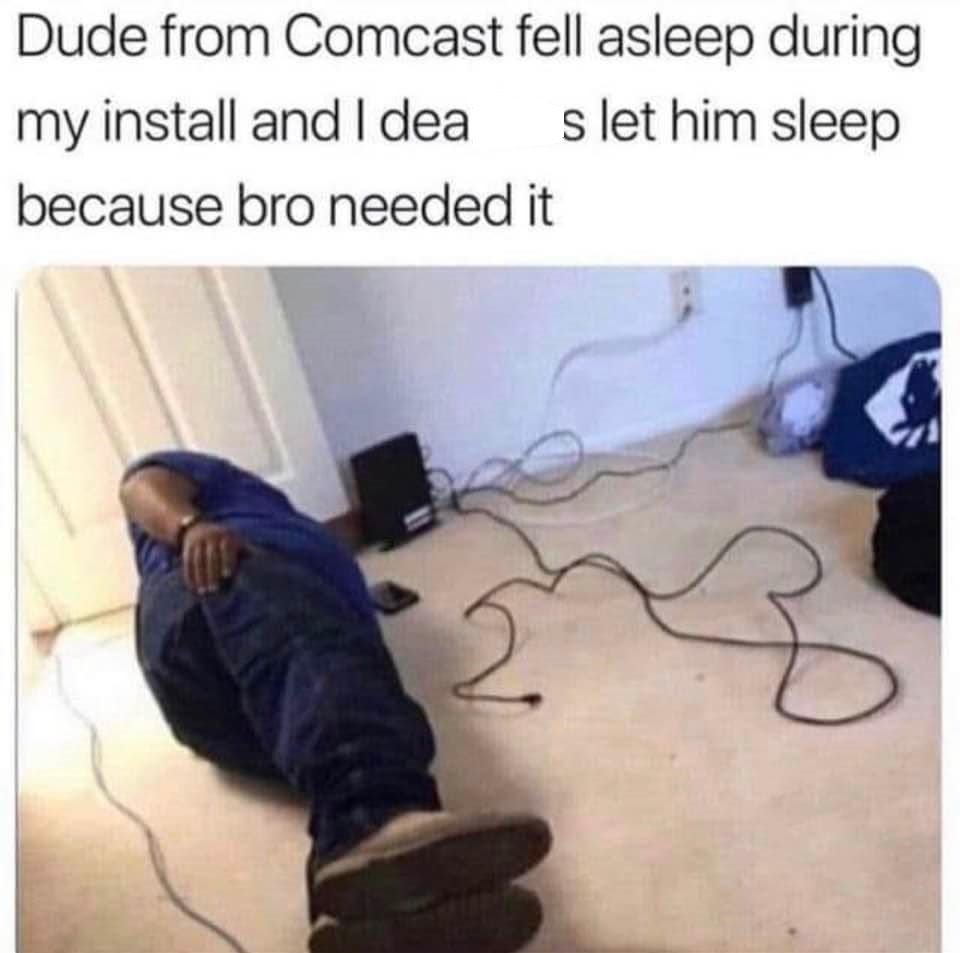 Dude from Comcast fell asleep during
my install and I dea s let him sleep
because bro needed it